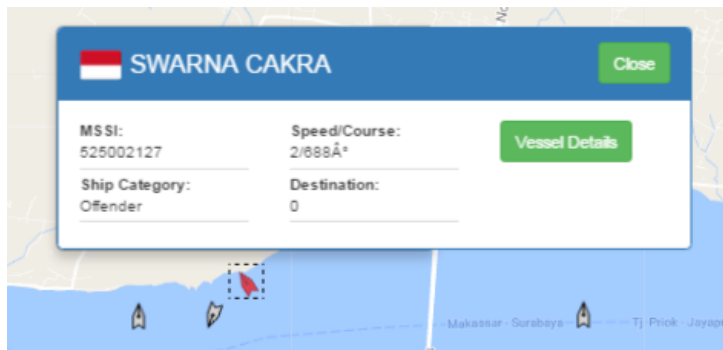 No
SWARNA CAKRA
Close
MSSI:
Speed/Course:
525002127
2/688Â°
Vessel Details
Ship Category:
Destination:
Offender
0
Makassar - Surabaya
Tj. Priok - Jayap